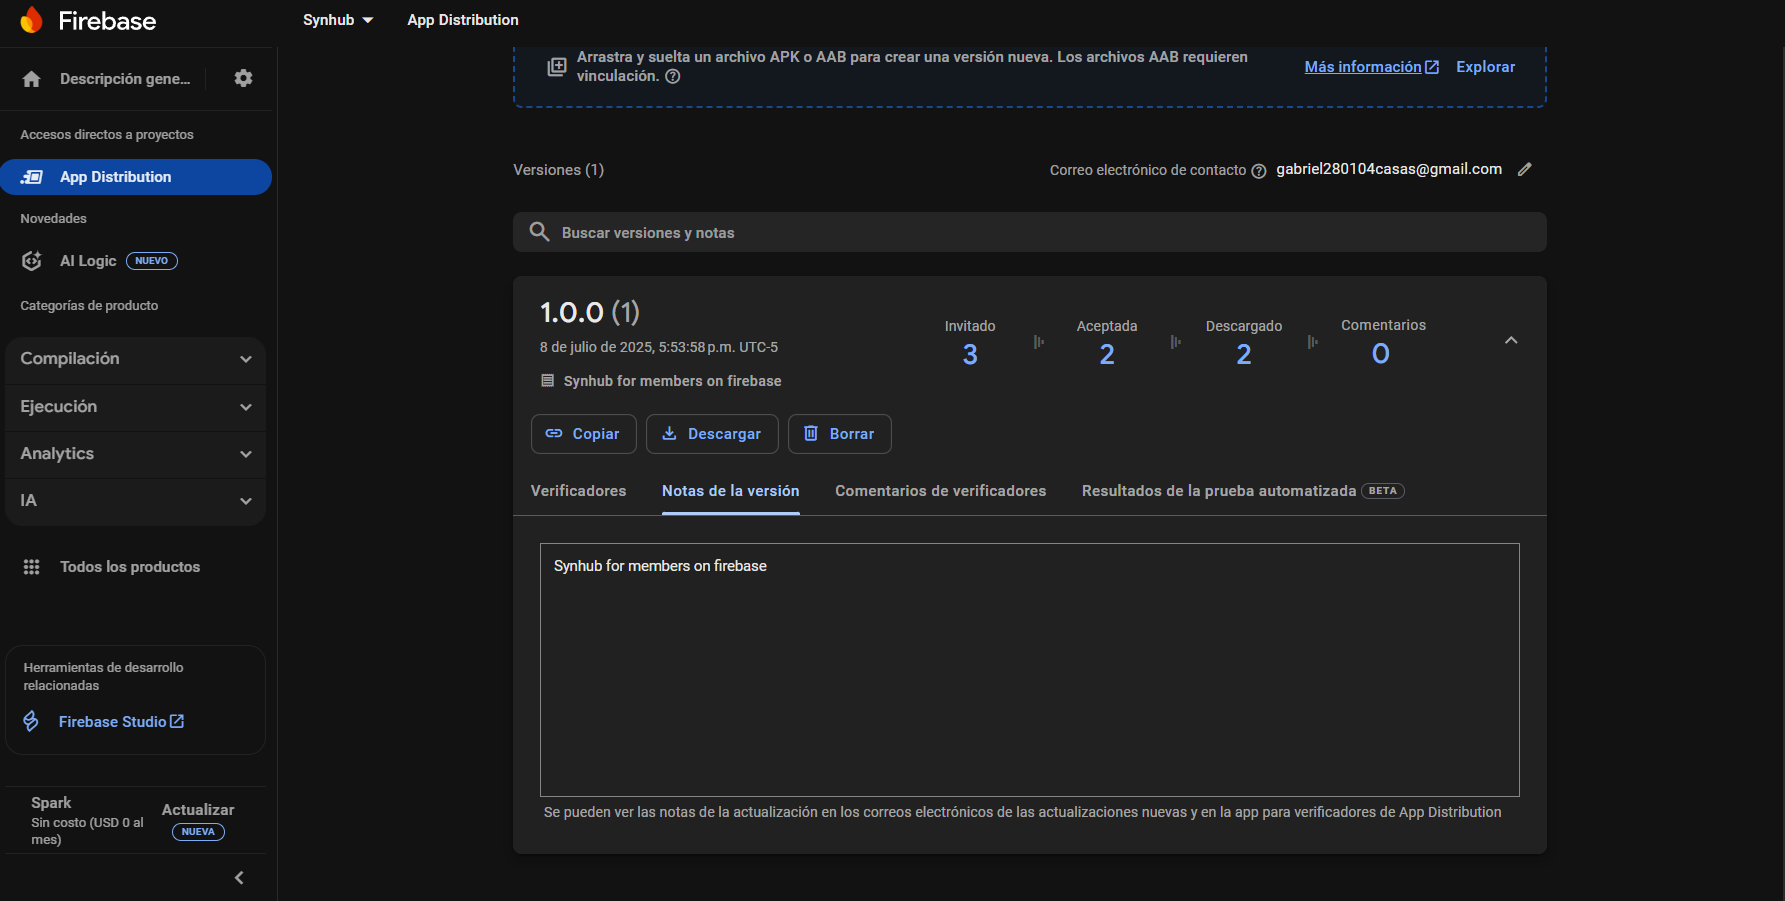 Firebase
Synhub
App Distribution
Descripción gene...
Accesos directos a proyectos
App Distribution
Novedades
AI Logic NUEVO
Categorías de producto
Compilación
Ejecución
Analytics
IA
Todos los productos
Herramientas de desarrollo
relacionadas
Firebase Studio
Spark
Sin costo (USD 0 al
mes)
Actualizar
NUEVA
Arrastra y suelta un archivo APK o AAB para crear una versión nueva. Los archivos AAB requieren
vinculación.
Más información
Explorar
Versiones (1)
Correo electrónico de contacto gabriel280104casas@gmail.com
Buscar versiones y notas
1.0.0 (1)
8 de julio de 2025, 5:53:58 p.m. UTC-5
Synhub for members on firebase
Invitado
3
Aceptada
2
Descargado
2
Comentarios
0
Copiar
Descargar
Borrar
Verificadores
Notas de la versión
Comentarios de verificadores
Resultados de la prueba automatizada BETA
Synhub for members on firebase
Se pueden ver las notas de la actualización en los correos electrónicos de las actualizaciones nuevas y en la app para verificadores de App Distribution